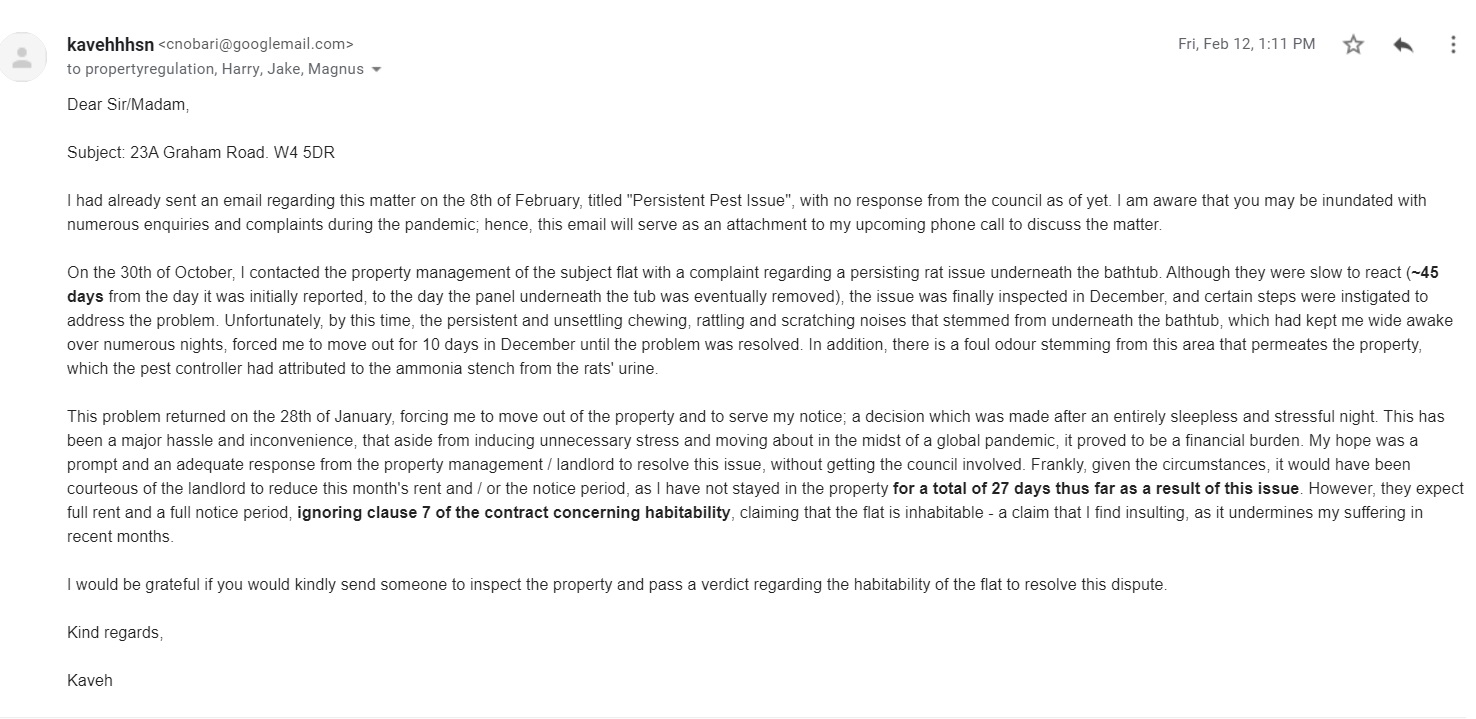 kavehhhsn <cnobari@googlemail.com>
Fri, Feb 12, 1:11 PM
to propertyregulation, Harry, Jake, Magnus
Dear Sir/Madam,
Subject: 23A Graham Road. W4 5DR
I had already sent an email regarding this matter on the 8th of February, titled "Persistent Pest Issue", with no response from the council as of yet. I am aware that you may be inundated with
numerous enquiries and complaints during the pandemic; hence, this email will serve as an attachment to my upcoming phone call to discuss the matter.
On the 30th of October, I contacted the property management of the subject flat with a complaint regarding a persisting rat issue underneath the bathtub. Although they were slow to react (~45
days from the day it was initially reported, to the day the panel underneath the tub was eventually removed), the issue was finally inspected in December, and certain steps were instigated to
address the problem. Unfortunately, by this time, the persistent and unsettling chewing, rattling and scratching noises that stemmed from underneath the bathtub, which had kept me wide awake
over numerous nights, forced me to move out for 10 days in December until the problem was resolved. In addition, there is a foul odour stemming from this area that permeates the property,
which the pest controller had attributed to the ammonia stench from the rats' urine.
This problem returned on the 28th of January, forcing me to move out of the property and to serve my notice; a decision which was made after an entirely sleepless and stressful night. This has
been a major hassle and inconvenience, that aside from inducing unnecessary stress and moving about in the midst of a global pandemic, it proved to be a financial burden. My hope was a
prompt and an adequate response from the property management / landlord to resolve this issue, without getting the council involved. Frankly, given the circumstances, it would have been
courteous of the landlord to reduce this month's rent and / or the notice period, as I have not stayed in the property for a total of 27 days thus far as a result of this issue. However, they expect
full rent and a full notice period, ignoring clause 7 of the contract concerning habitability, claiming that the flat is inhabitable - a claim that I find insulting, as it undermines my suffering in
recent months.
I would be grateful if you would kindly send someone to inspect the property and pass a verdict regarding the habitability of the flat to resolve this dispute.
Kind regards,
Kaveh